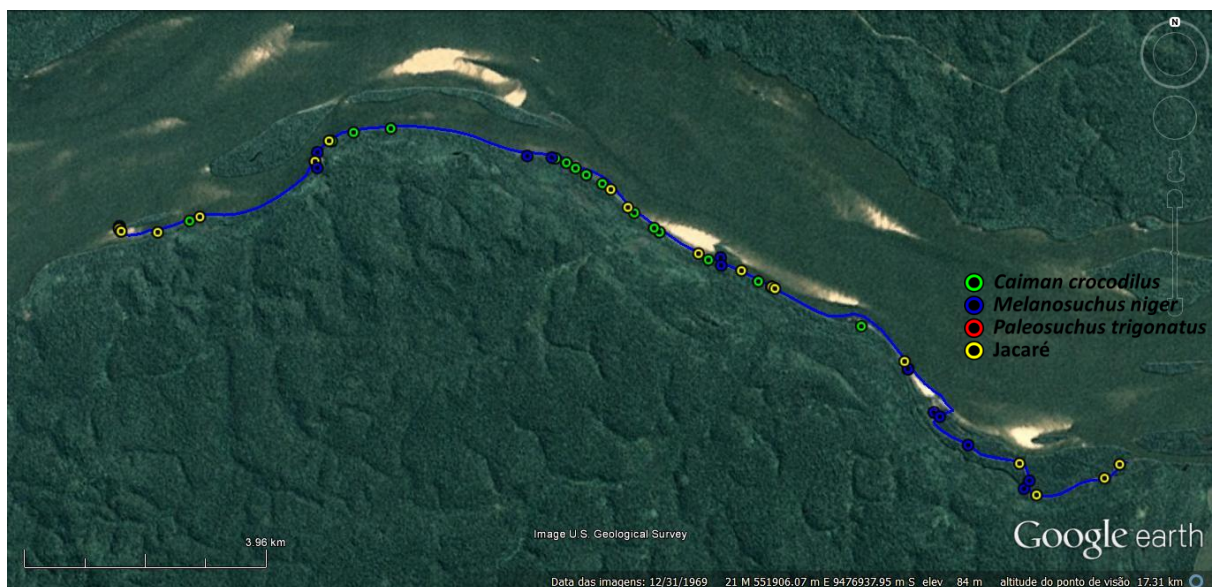 N
Caiman crocodilus
Melanosuchus niger
Paleosuchus trigonatus
Jacaré
3.96 km
Image U.S. Geological Survey
Google earth
Data das imagens: 12/31/1969 21 M 551906.07 m E 9476937.95 m S elev 84 m altitude do ponto de visão 17.31 km